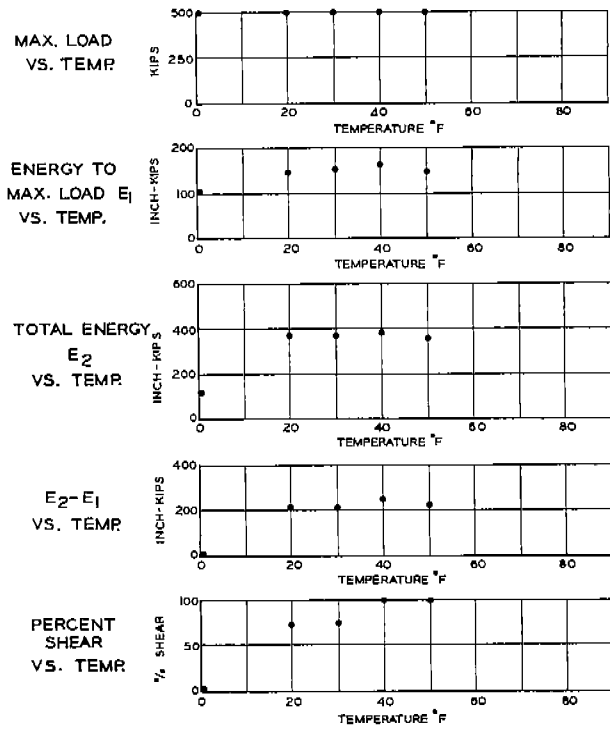 MAX. LOAD
VS. TEMP.
KIPS
500
250
0
0 20 40 60 80
TEMPERATURE °F
ENERGY TO
MAX. LOAD E1
VS. TEMP.
INCH-KIPS
200
100
0
0 20 40 60 80
TEMPERATURE °F
TOTAL ENERGY
E2
VS. TEMP.
INCH-KIPS
600
400
200
0
0 20 40 60 80
TEMPERATURE °F
E2-E1
VS. TEMP.
INCH-KIPS
400
200
0
0 20 40 60 80
TEMPERATURE °F
PERCENT
SHEAR
VS. TEMP.
% SHEAR
100
50
0
0 20 40 60 80
TEMPERATURE °F